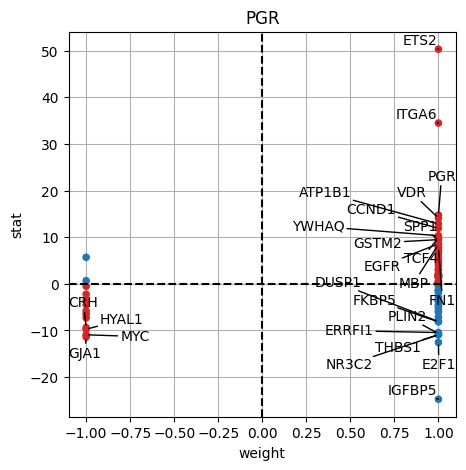 PGR
ETS2
50
40
ITGA6
30
PGR
20
ATP1B1
VDR
CCND1
YWHAQ
SPP1
10
GSTM2
TCF4
EGFR
DUSP1
MBP
stat
0
CRH
FKBP5
FN1
HYAL1
PLIN2
−10
MYC
ERRFI1
GJA1
THBS1
NR3C2
E2F1
−20
IGFBP5
−1.00
−0.75
−0.50
−0.25
0.00
0.25
0.50
0.75
1.00
weight